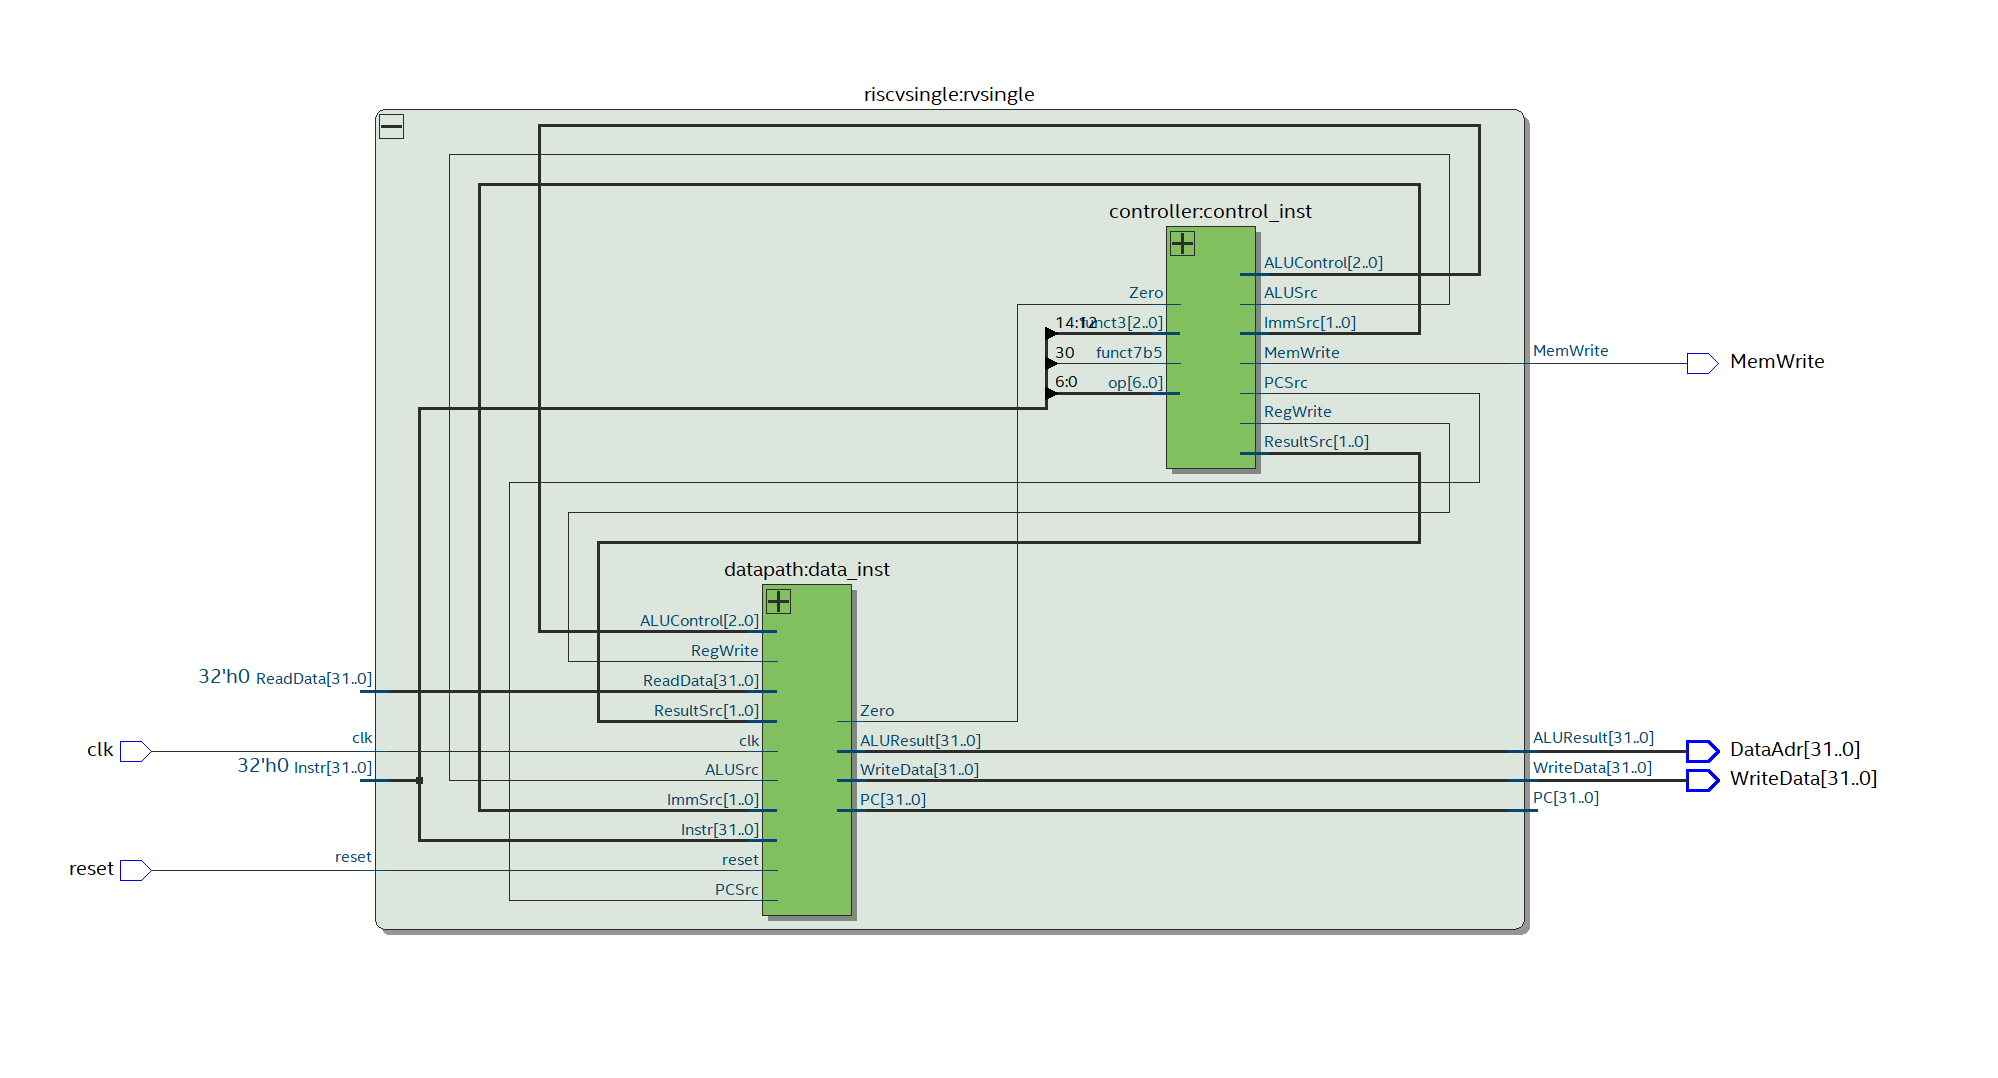 riscvsingle:rvsingle
controller:control_inst
ALUControl[2..0]
Zero
ALUSrc
14:12
funct3[2..0]
ImmSrc[1..0]
30
funct7b5
MemWrite
MemWrite
MemWrite
6:0
op[6..0]
PCSrc
RegWrite
ResultSrc[1..0]
datapath:data_inst
ALUControl[2..0]
RegWrite
32'h0 ReadData[31..0]
ReadData[31..0]
ResultSrc[1..0]
Zero
clk
clk
clk
ALUResult[31..0]
ALUResult[31..0]
DataAdr[31..0]
32'h0 Instr[31..0]
ALUSrc
WriteData[31..0]
WriteData[31..0]
WriteData[31..0]
ImmSrc[1..0]
PC[31..0]
PC[31..0]
Instr[31..0]
reset
reset
reset
PCSrc